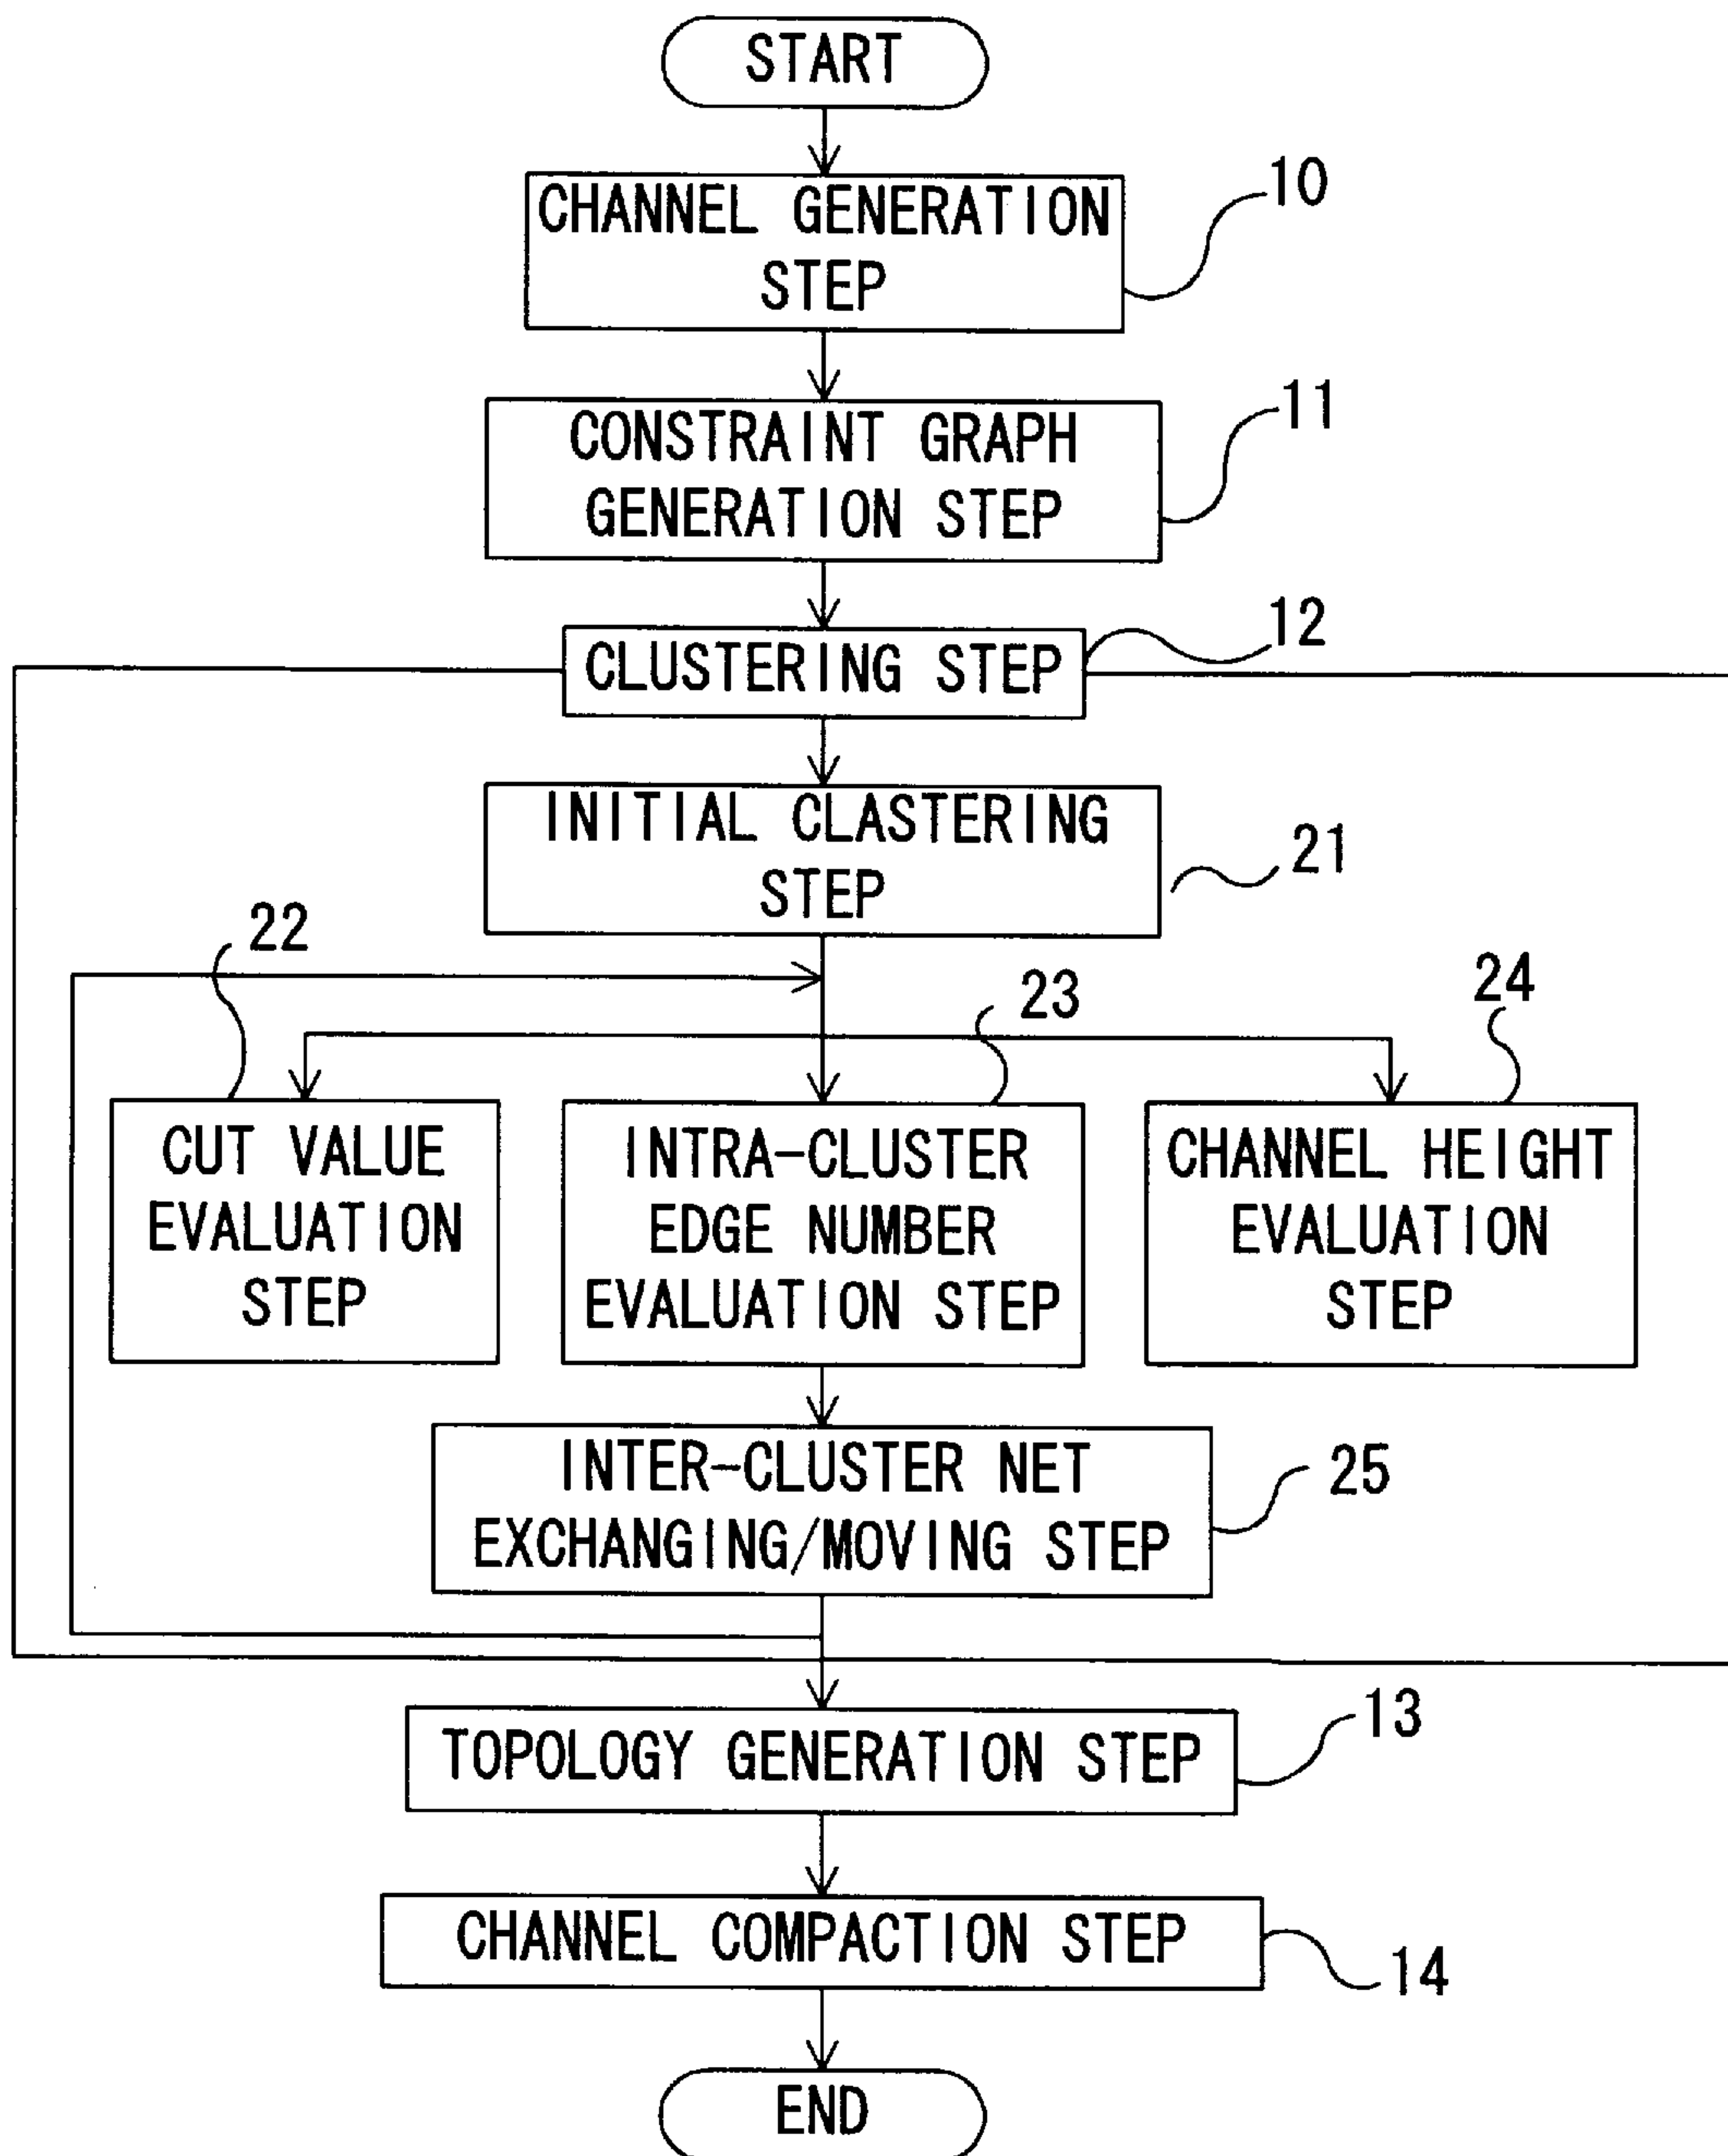 START
CHANNEL GENERATION
STEP
10
CONSTRAINT GRAPH
GENERATION STEP
11
CLUSTERING STEP
12
INITIAL CLASTERING
STEP
21
22
23
24
CUT VALUE
EVALUATION
STEP
INTRA-CLUSTER
EDGE NUMBER
EVALUATION STEP
CHANNEL HEIGHT
EVALUATION
STEP
INTER-CLUSTER NET
EXCHANGING/MOVING STEP
25
TOPOLOGY GENERATION STEP
13
CHANNEL COMPACTION STEP
14
END